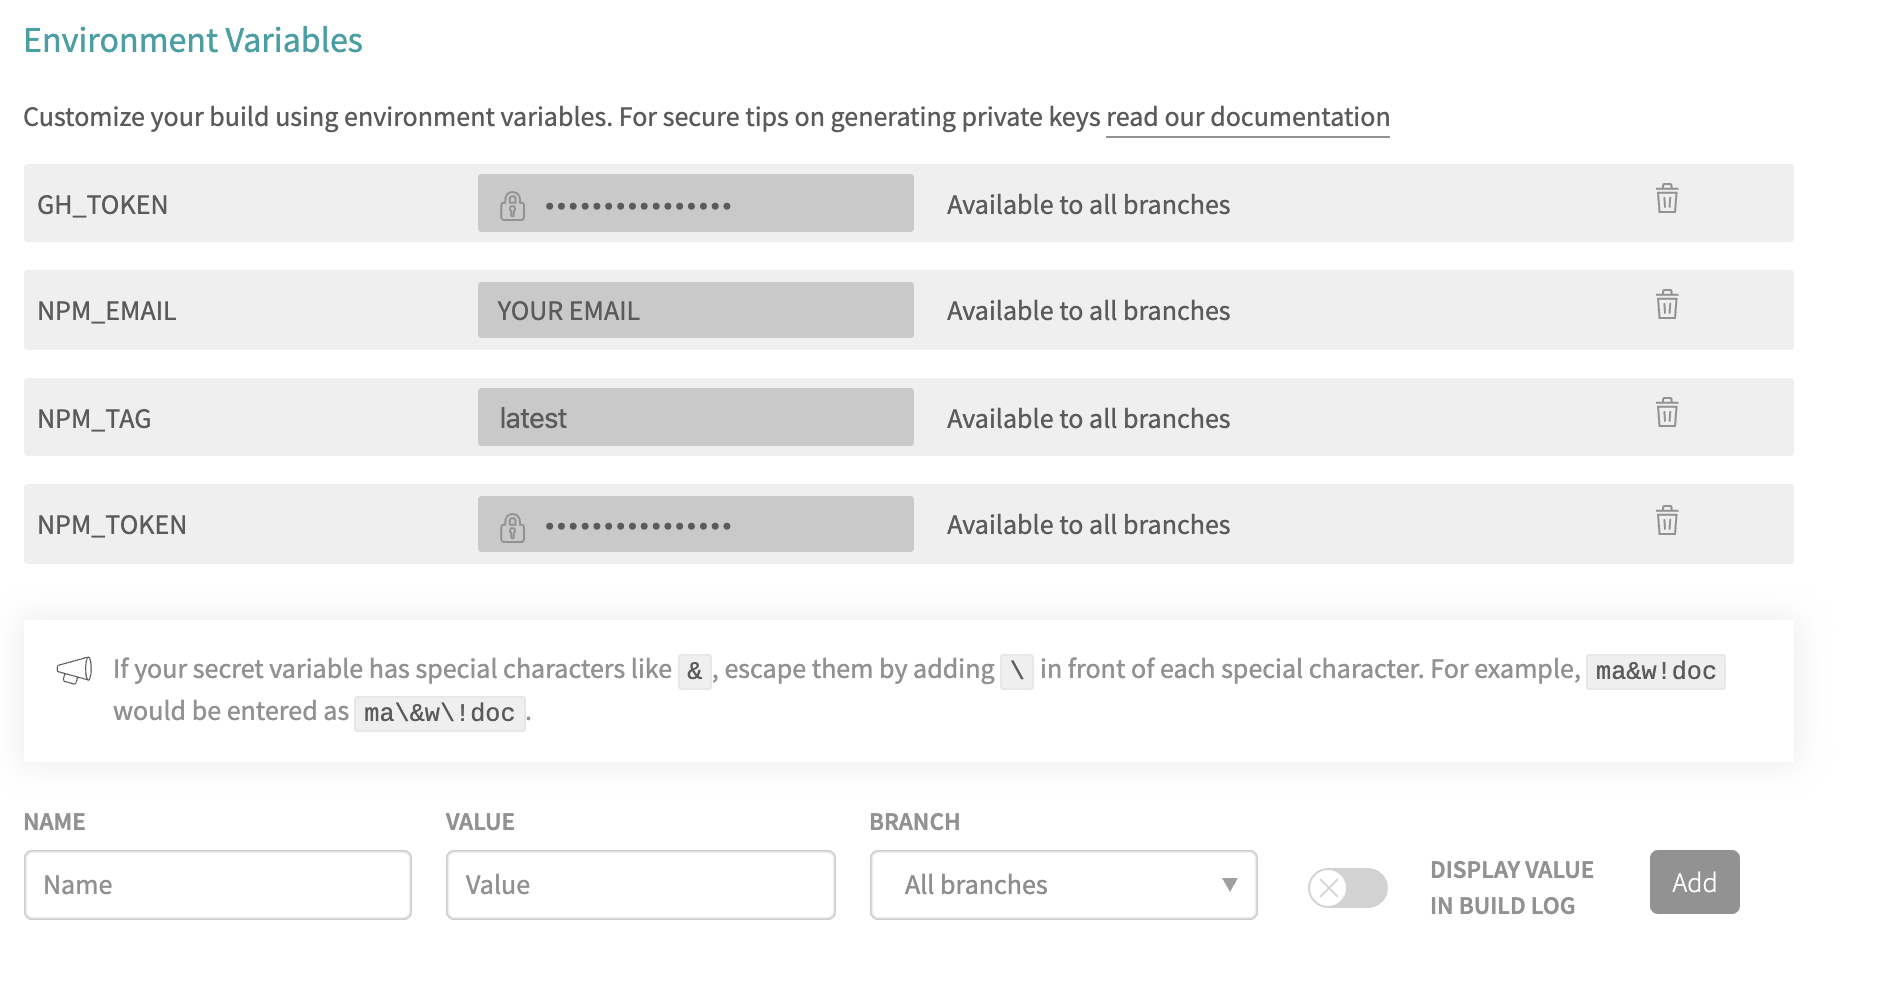 Environment Variables
Customize your build using environment variables. For secure tips on generating private keys read our documentation
GH_TOKEN •••••••••••••••• Available to all branches
NPM_EMAIL YOUR EMAIL Available to all branches
NPM_TAG latest Available to all branches
NPM_TOKEN •••••••••••••••• Available to all branches
If your secret variable has special characters like &, escape them by adding \ in front of each special character. For example, ma&w!doc
would be entered as ma\&w\!doc.
NAME VALUE BRANCH
Name Value All branches DISPLAY VALUE
IN BUILD LOG Add